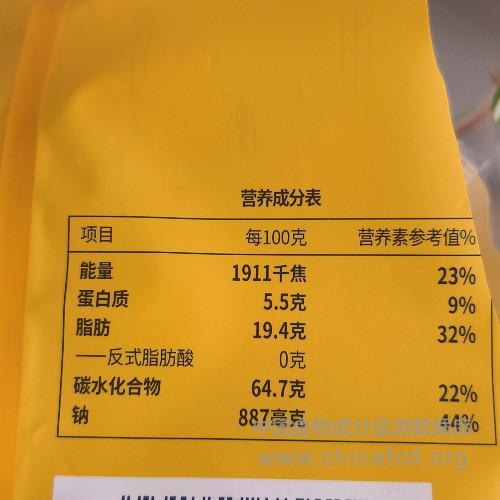 营养成分表
项目 每100克 营养素参考值%
能量 1911千焦 23%
蛋白质 5.5克 9%
脂肪 19.4克 32%
——反式脂肪酸 0克
碳水化合物 64.7克 22%
钠 887毫克 44%
www.chinafcd.org